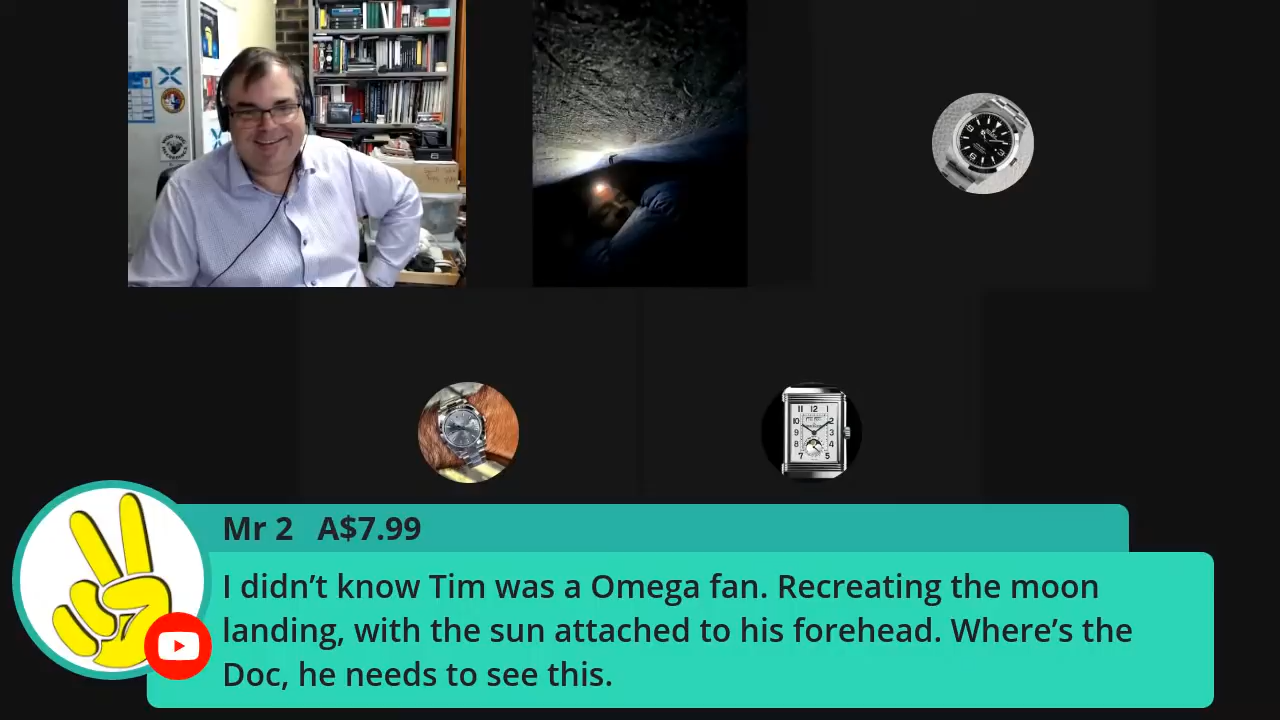 Mr 2 A$7.99
I didn’t know Tim was a Omega fan. Recreating the moon
landing, with the sun attached to his forehead. Where’s the
Doc, he needs to see this.